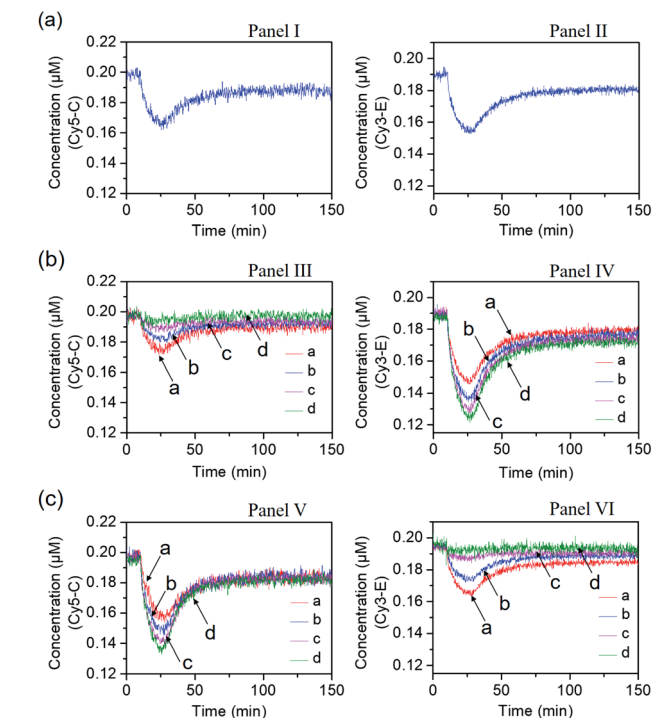 (a)
Panel I
Concentration (µM)
(Cy5-C)
0.22
0.20
0.18
0.16
0.14
0.12
0 50 100 150
Time (min)
Panel II
Concentration (µM)
(Cy3-E)
0.20
0.18
0.16
0.14
0.12
0 50 100 150
Time (min)
(b)
Panel III
Concentration (µM)
(Cy5-C)
0.22
0.20
0.18
0.16
0.14
0.12
a
b
c
d
a
b
c
d
0 50 100 150
Time (min)
Panel IV
Concentration (µM)
(Cy3-E)
0.20
0.18
0.16
0.14
0.12
a
b
c
d
a
b
c
d
0 50 100 150
Time (min)
(c)
Panel V
Concentration (µM)
(Cy5-C)
0.22
0.20
0.18
0.16
0.14
0.12
a
b
c
d
a
b
c
d
0 50 100 150
Time (min)
Panel VI
Concentration (µM)
(Cy3-E)
0.20
0.18
0.16
0.14
0.12
a
b
c
d
a
b
c
d
0 50 100 150
Time (min)